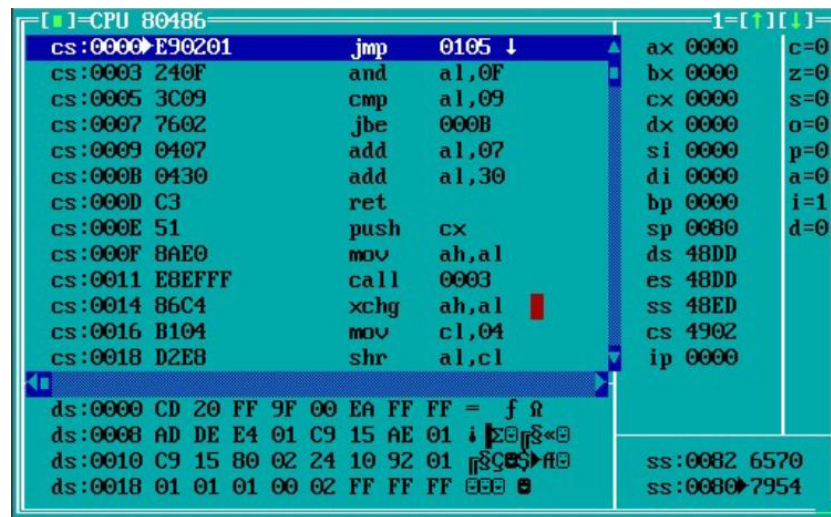 [■]=CPU 80486 1=[↑][↓]
cs:0000►E90201 jmp 0105 ↓ ax 0000 c=0
cs:0003 240F and al,0F bx 0000 z=0
cs:0005 3C09 cmp al,09 cx 0000 s=0
cs:0007 7602 jbe 000B dx 0000 o=0
cs:0009 0407 add al,07 si 0000 p=0
cs:000B 0430 add al,30 di 0000 a=0
cs:000D C3 ret bp 0000 i=1
cs:000E 51 push cx sp 0080 d=0
cs:000F 8AE0 mov ah,al ds 48DD
cs:0011 E8EFFF call 0003 es 48DD
cs:0014 86C4 xchg ah,al ss 48ED
cs:0016 B104 mov cl,04 cs 4902
cs:0018 D2E8 shr al,cl ip 0000
ds:0000 CD 20 FF 9F 00 EA FF FF = ƒ Ω
ds:0008 AD DE E4 01 C9 15 AE 01 ¡▐Σ☺╔§«☺
ds:0010 C9 15 80 02 24 10 92 01 ╔§Ç☻$►Æ☺ ss:0082 6570
ds:0018 01 01 01 00 02 FF FF FF ☺☺☺ ☻ ss:0080►7954